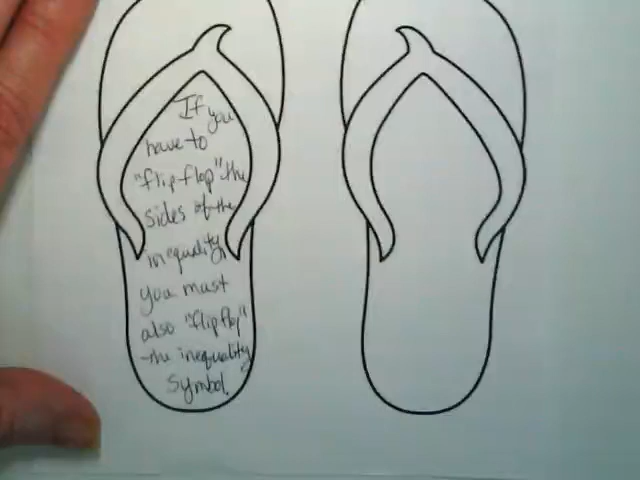 If you
have to
"flip-flop" the
sides of the
inequality,
you must
also "flip flop"
the inequality
symbol.